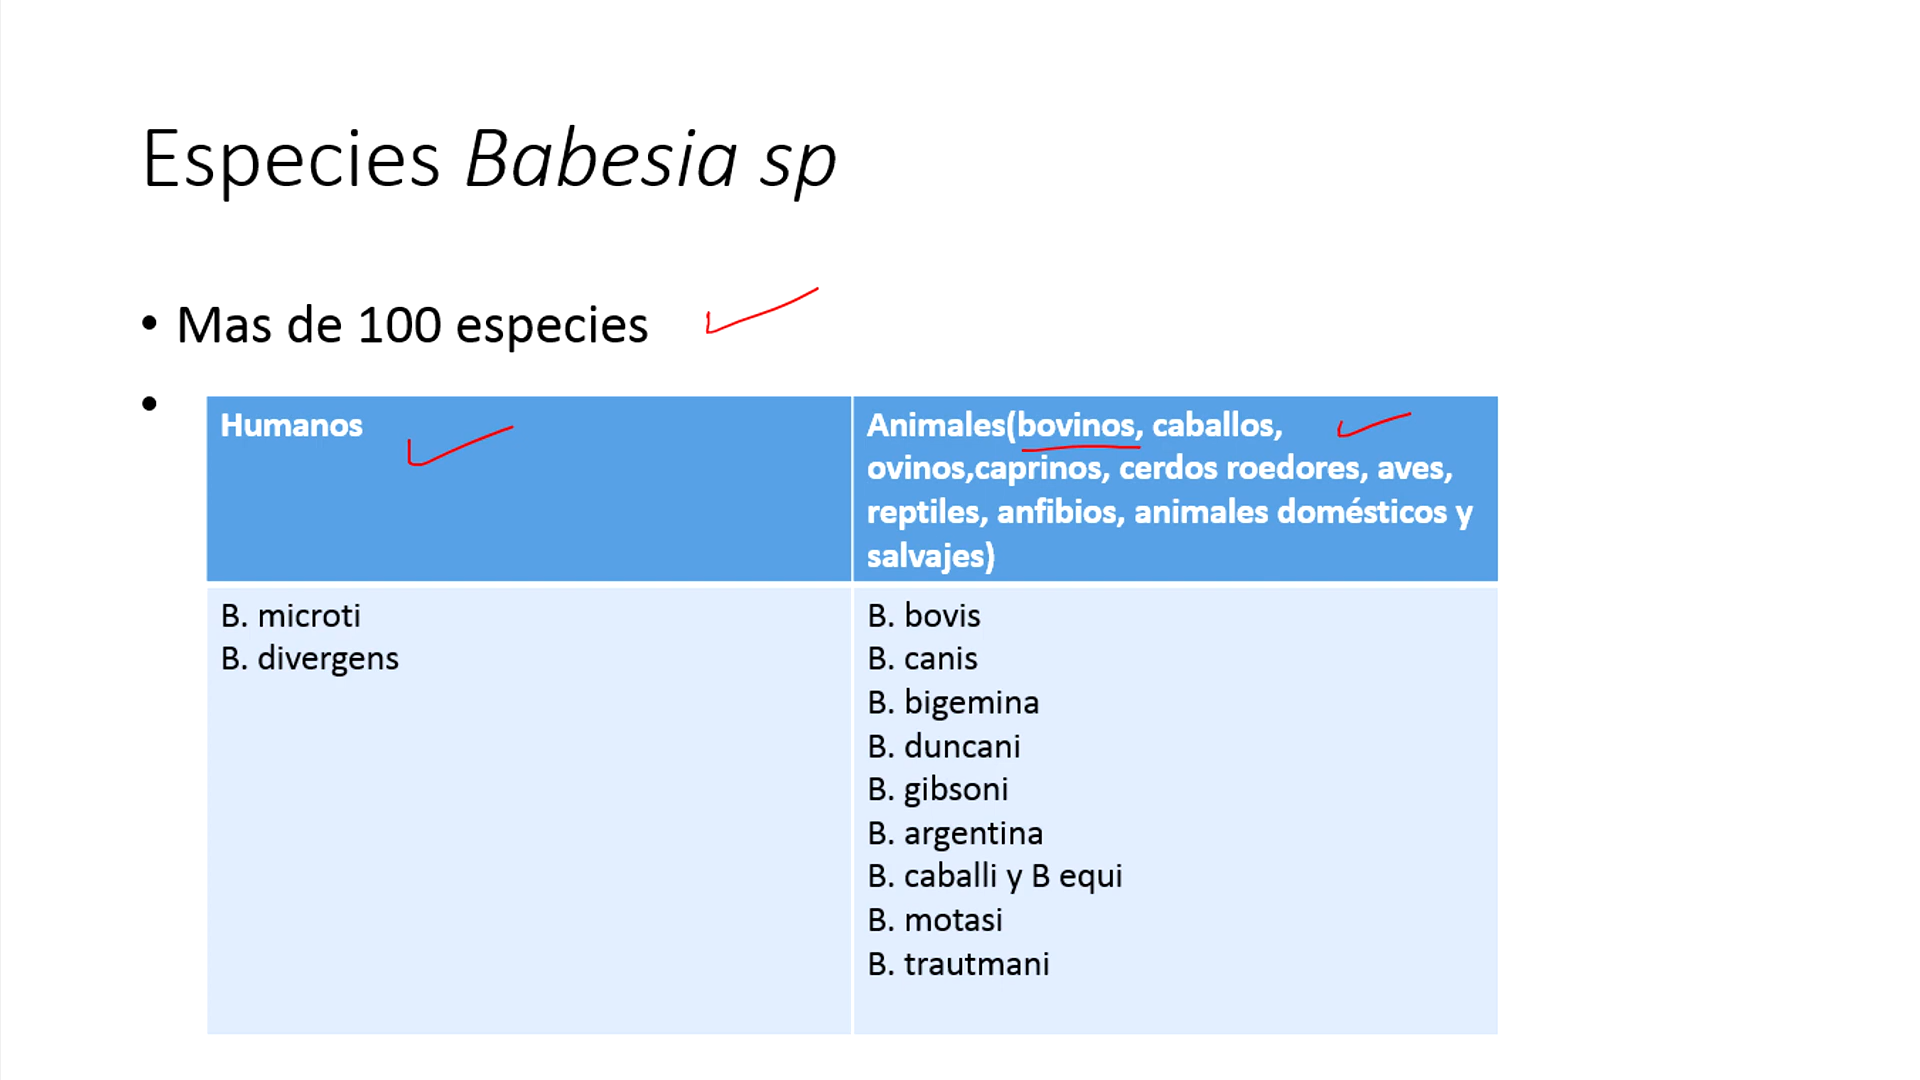 Especies Babesia sp
• Mas de 100 especies
•
Humanos
Animales(bovinos, caballos,
ovinos,caprinos, cerdos roedores, aves,
reptiles, anfibios, animales domésticos y
salvajes)
B. microti
B. divergens
B. bovis
B. canis
B. bigemina
B. duncani
B. gibsoni
B. argentina
B. caballi y B equi
B. motasi
B. trautmani